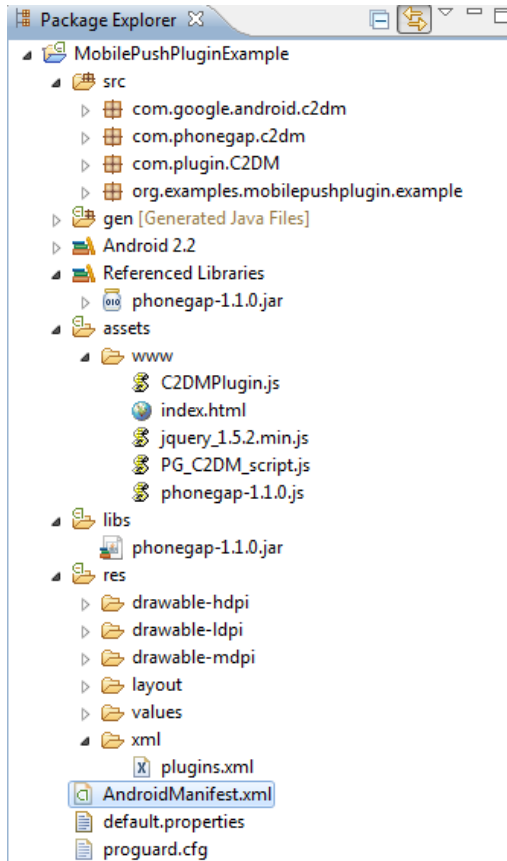 Package Explorer
MobilePushPluginExample
src
com.google.android.c2dm
com.phonegap.c2dm
com.plugin.C2DM
org.examples.mobilepushplugin.example
gen [Generated Java Files]
Android 2.2
Referenced Libraries
phonegap-1.1.0.jar
assets
www
C2DMPlugin.js
index.html
jquery_1.5.2.min.js
PG_C2DM_script.js
phonegap-1.1.0.js
libs
phonegap-1.1.0.jar
res
drawable-hdpi
drawable-ldpi
drawable-mdpi
layout
values
xml
plugins.xml
AndroidManifest.xml
default.properties
proguard.cfg